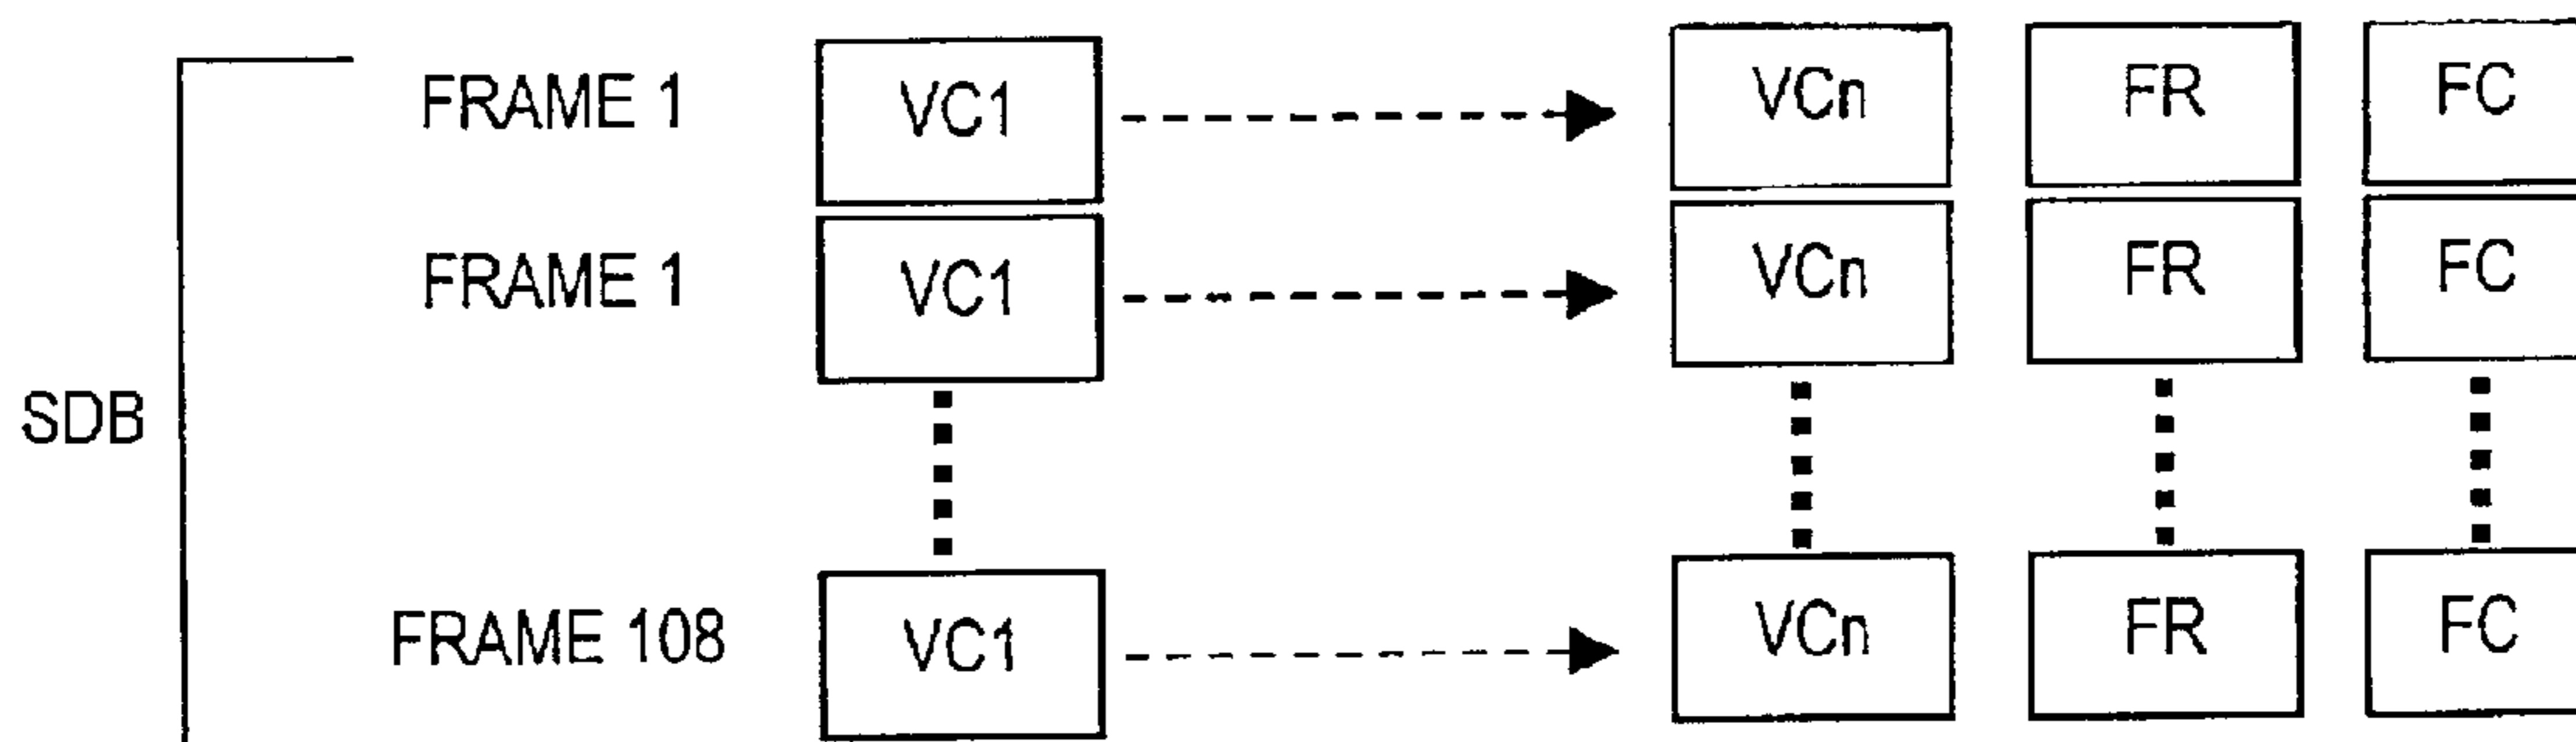 FRAME 1 VC1 VCn FR FC
FRAME 1 VC1 VCn FR FC
SDB
FRAME 108 VC1 VCn FR FC